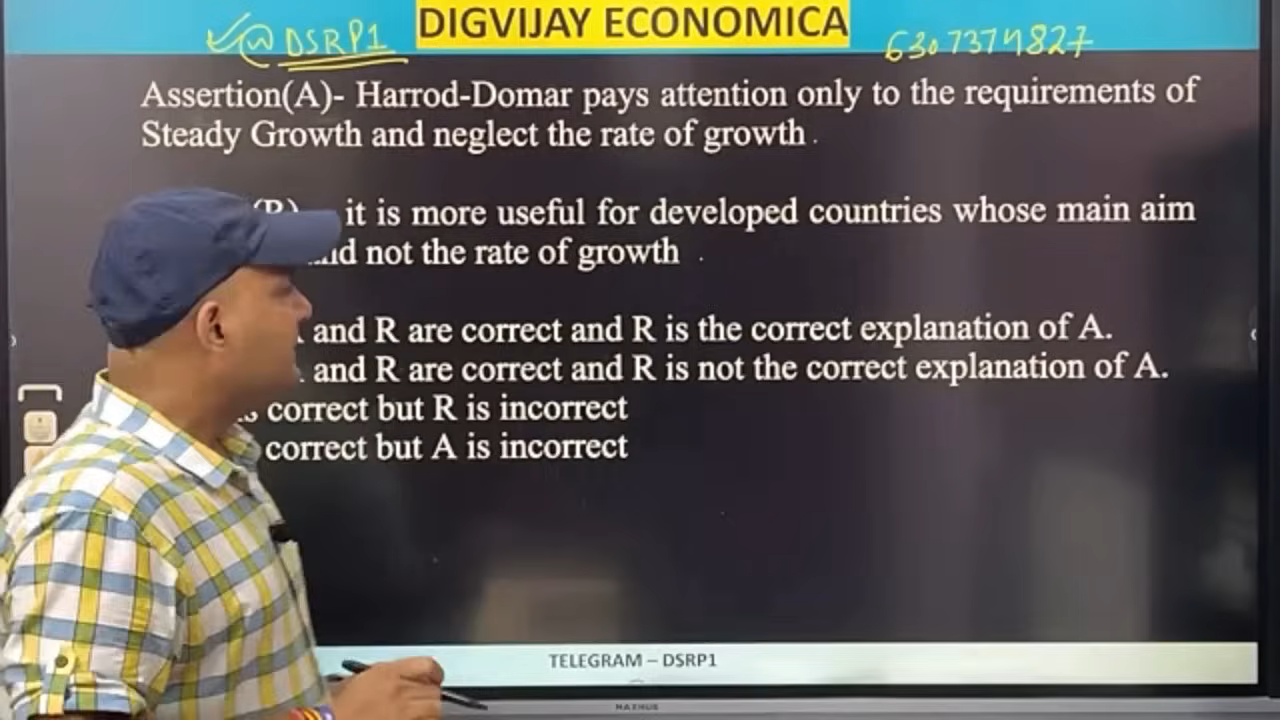 @DSRP1
DIGVIJAY ECONOMICA
6307374827
Assertion(A)- Harrod-Domar pays attention only to the requirements of
Steady Growth and neglect the rate of growth .
(R) it is more useful for developed countries whose main aim
not the rate of growth .
and R are correct and R is the correct explanation of A.
and R are correct and R is not the correct explanation of A.
correct but R is incorrect
correct but A is incorrect
TELEGRAM – DSRP1
MAXHUB